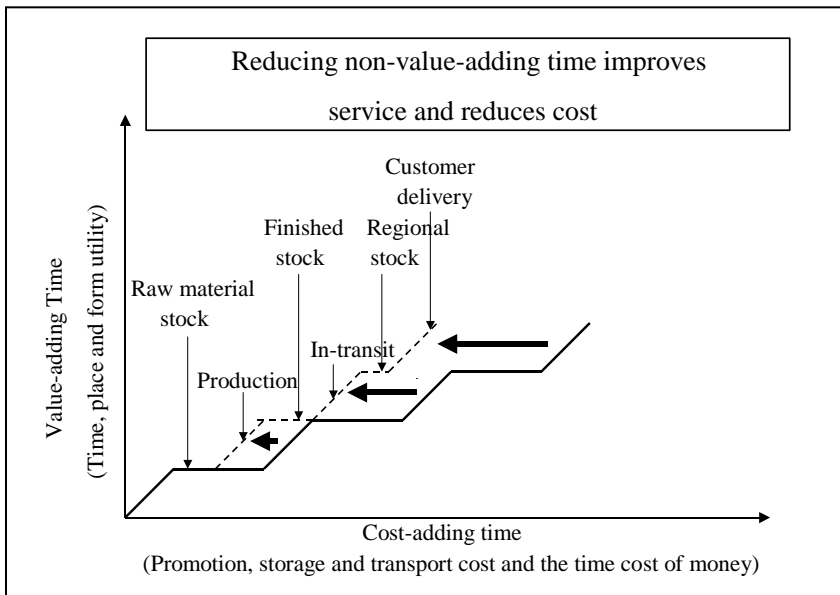 Reducing non-value-adding time improves
service and reduces cost
Customer
delivery
Finished
stock
Regional
stock
Raw material
stock
In-transit
Production
Value-adding Time
(Time, place and form utility)
Cost-adding time
(Promotion, storage and transport cost and the time cost of money)